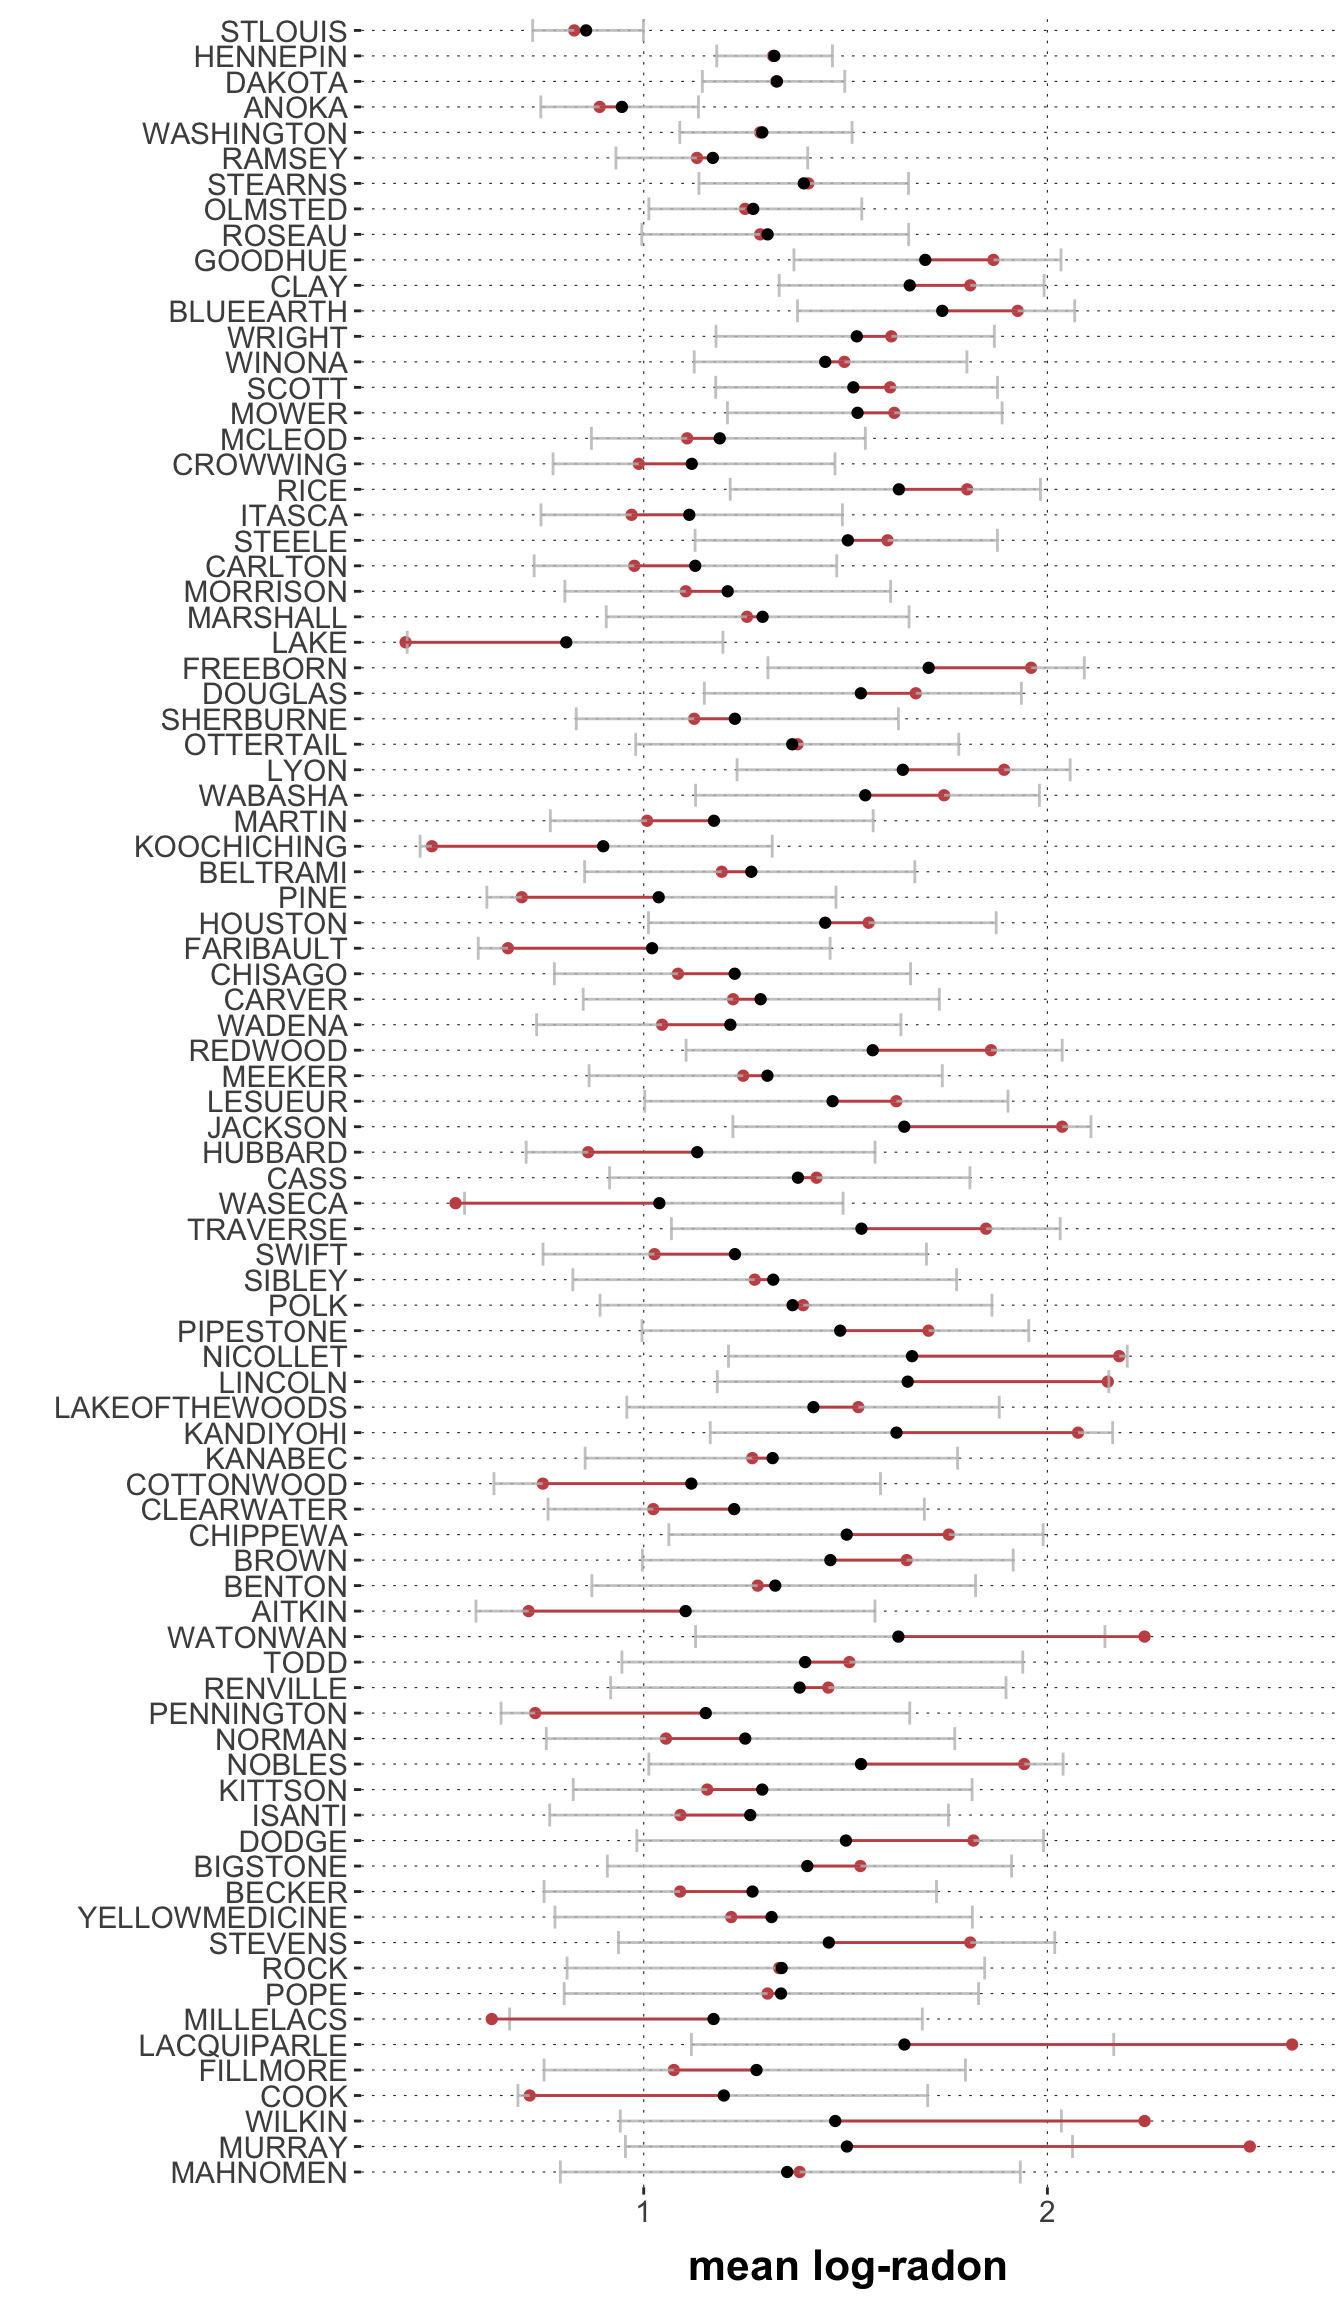 STLOUIS
HENNEPIN
DAKOTA
ANOKA
WASHINGTON
RAMSEY
STEARNS
OLMSTED
ROSEAU
GOODHUE
CLAY
BLUEEARTH
WRIGHT
WINONA
SCOTT
MOWER
MCLEOD
CROWWING
RICE
ITASCA
STEELE
CARLTON
MORRISON
MARSHALL
LAKE
FREEBORN
DOUGLAS
SHERBURNE
OTTERTAIL
LYON
WABASHA
MARTIN
KOOCHICHING
BELTRAMI
PINE
HOUSTON
FARIBAULT
CHISAGO
CARVER
WADENA
REDWOOD
MEEKER
LESUEUR
JACKSON
HUBBARD
CASS
WASECA
TRAVERSE
SWIFT
SIBLEY
POLK
PIPESTONE
NICOLLET
LINCOLN
LAKEOFTHEWOODS
KANDIYOHI
KANABEC
COTTONWOOD
CLEARWATER
CHIPPEWA
BROWN
BENTON
AITKIN
WATONWAN
TODD
RENVILLE
PENNINGTON
NORMAN
NOBLES
KITTSON
ISANTI
DODGE
BIGSTONE
BECKER
YELLOWMEDICINE
STEVENS
ROCK
POPE
MILLELACS
LACQUIPARLE
FILLMORE
COOK
WILKIN
MURRAY
MAHNOMEN
1 2
mean log-radon